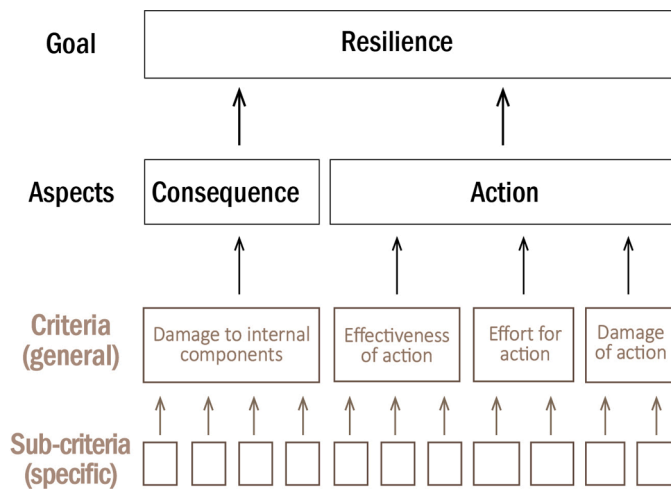 Goal
Resilience
Aspects
Consequence
Action
Criteria
(general)
Damage to internal
components
Effectiveness
of action
Effort for
action
Damage
of action
Sub-criteria
(specific)